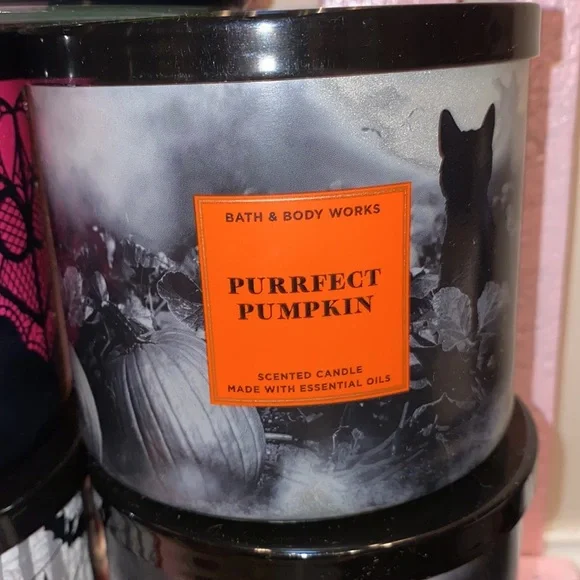 BATH & BODY WORKS
PURRFECT
PUMPKIN
SCENTED CANDLE
MADE WITH ESSENTIAL OILS